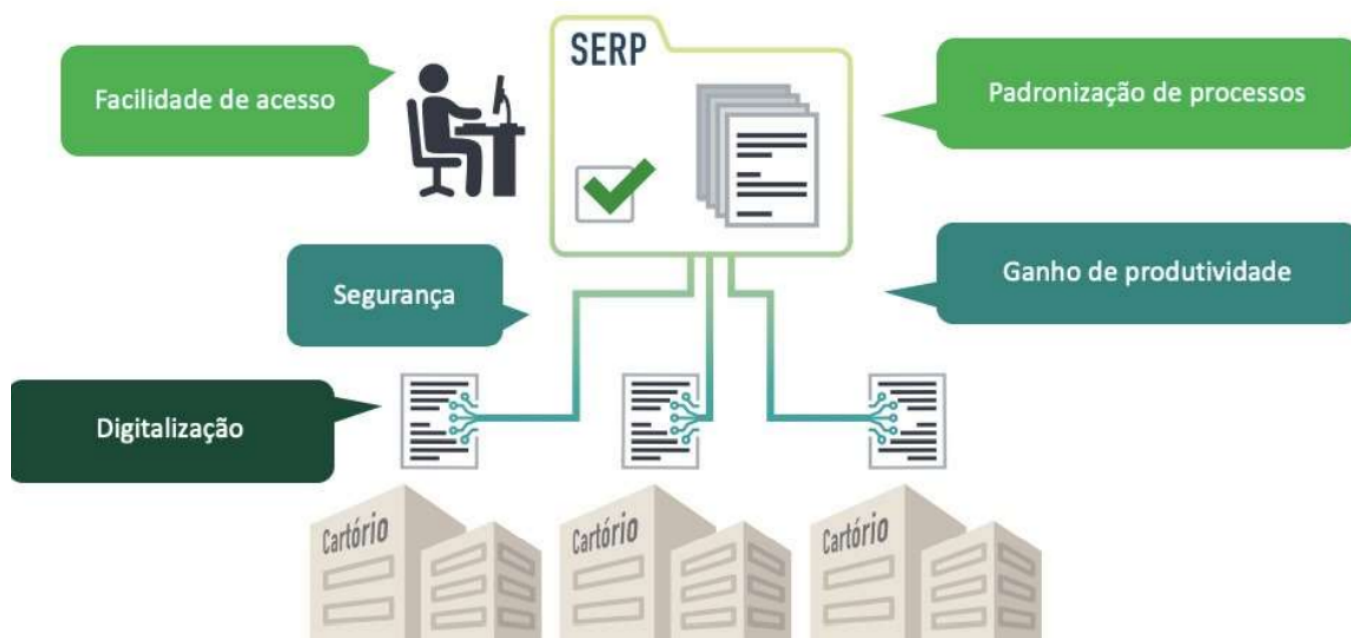 SERP
Facilidade de acesso
Padronização de processos
Segurança
Ganho de produtividade
Digitalização
Cartório
Cartório
Cartório